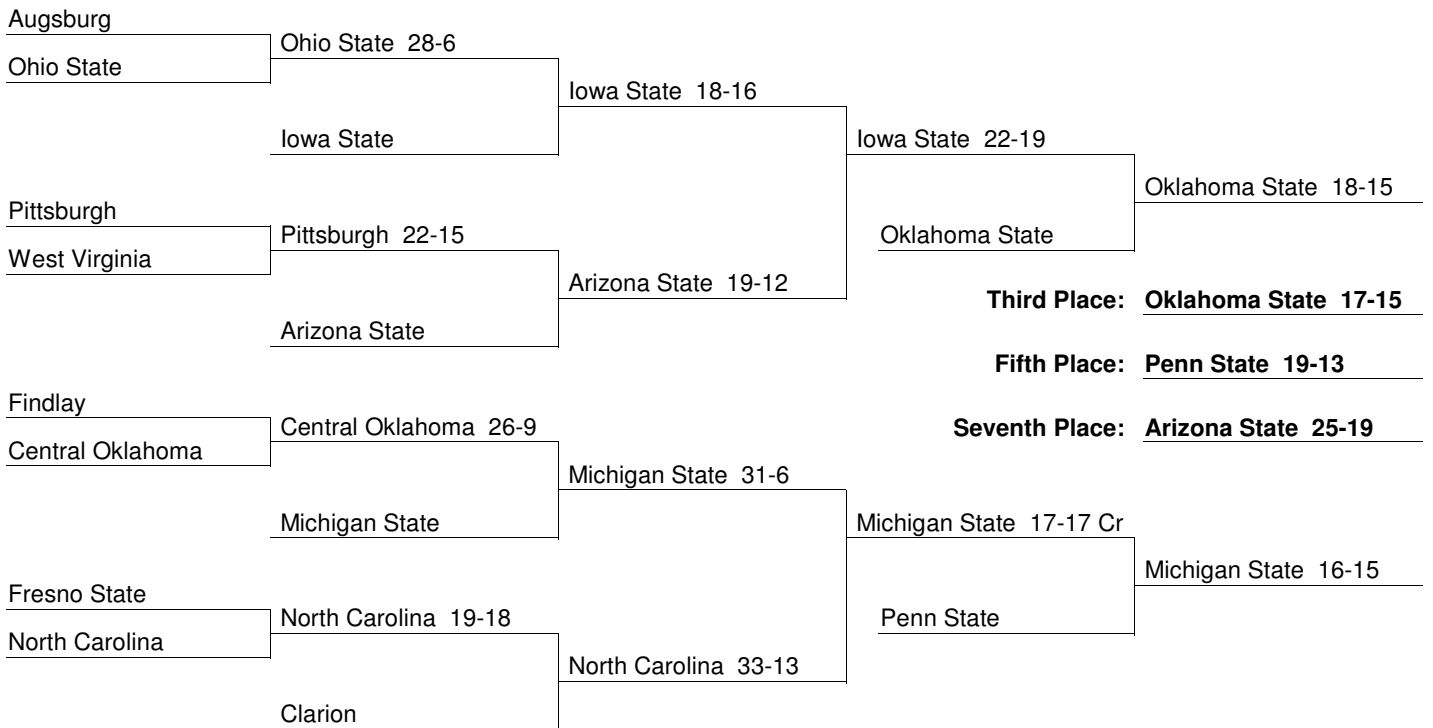 Augsburg
Ohio State 28-6
Ohio State
Iowa State 18-16
Iowa State
Iowa State 22-19
Oklahoma State 18-15
Pittsburgh
Pittsburgh 22-15
Oklahoma State
West Virginia
Arizona State 19-12
Third Place: Oklahoma State 17-15
Arizona State
Fifth Place: Penn State 19-13
Findlay
Central Oklahoma 26-9
Seventh Place: Arizona State 25-19
Central Oklahoma
Michigan State 31-6
Michigan State
Michigan State 17-17 Cr
Michigan State 16-15
Fresno State
North Carolina 19-18
Penn State
North Carolina
North Carolina 33-13
Clarion